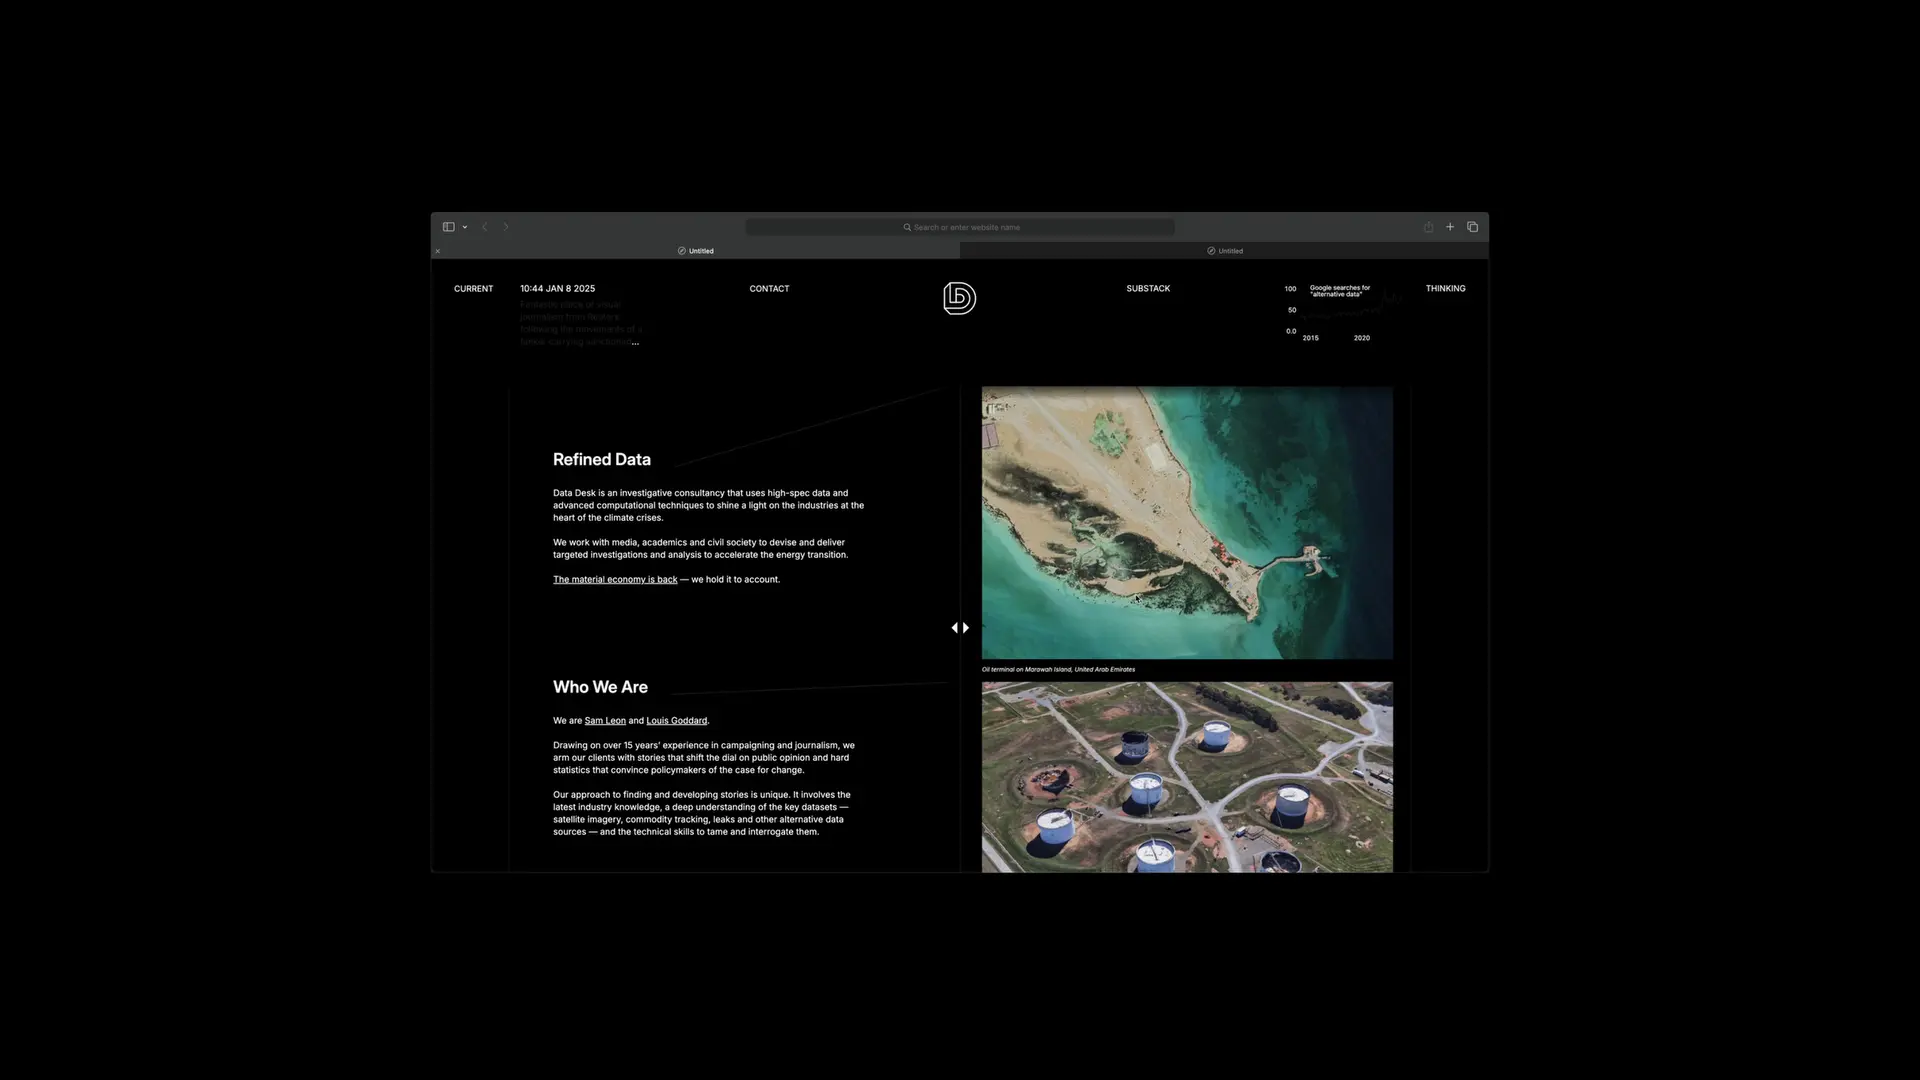 Search or enter website name
Untitled
Untitled
CURRENT
10:44 JAN 8 2025
Fantastic piece of visual
journalism from Reuters
following the movements of a
tanker carrying sanctioned...
CONTACT
SUBSTACK
100
50
0.0
Google searches for
"alternative data"
2015
2020
THINKING
Refined Data
Data Desk is an investigative consultancy that uses high-spec data and
advanced computational techniques to shine a light on the industries at the
heart of the climate crises.
We work with media, academics and civil society to devise and deliver
targeted investigations and analysis to accelerate the energy transition.
The material economy is back — we hold it to account.
Who We Are
We are Sam Leon and Louis Goddard.
Drawing on over 15 years' experience in campaigning and journalism, we
arm our clients with stories that shift the dial on public opinion and hard
statistics that convince policymakers of the case for change.
Our approach to finding and developing stories is unique. It involves the
latest industry knowledge, a deep understanding of the key datasets —
satellite imagery, commodity tracking, leaks and other alternative data
sources — and the technical skills to tame and interrogate them.
Oil terminal on Marawah Island, United Arab Emirates